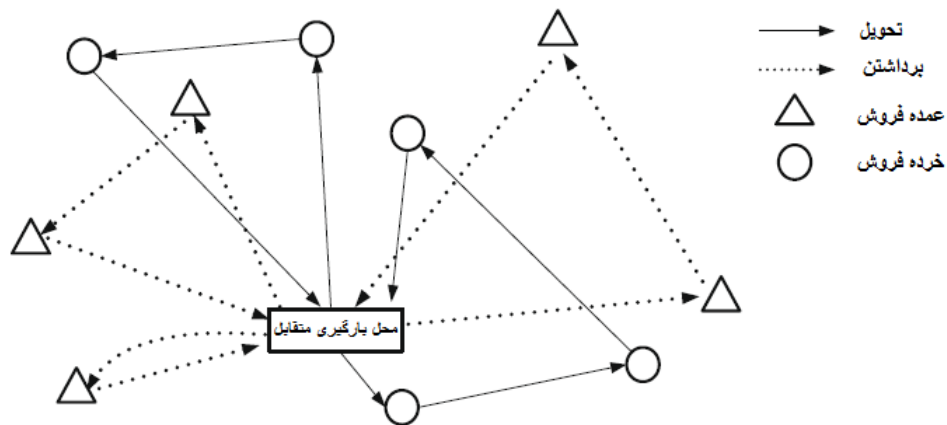 تحویل
برداشتن
عمده فروش
خرده فروش
محل بارگیری متقابل